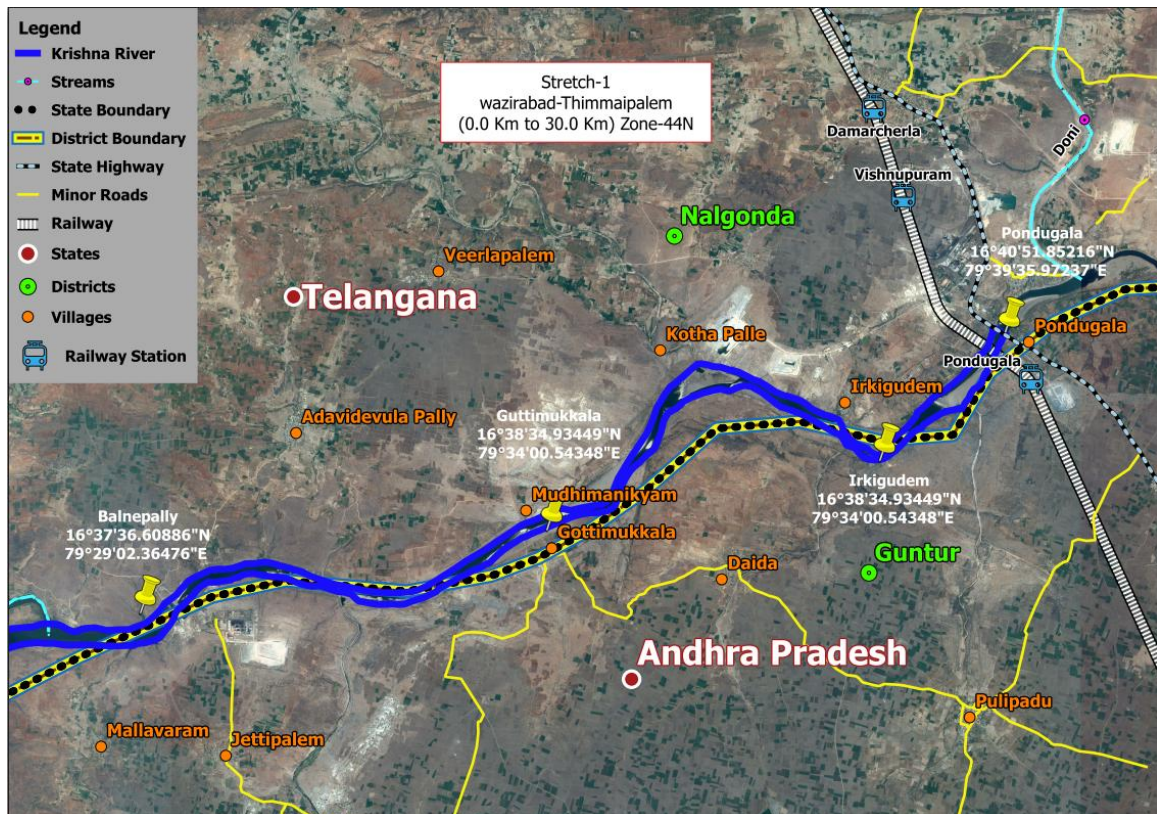 Legend
Krishna River
Streams
State Boundary
District Boundary
State Highway
Minor Roads
Railway
States
Districts
Villages
Railway Station
Stretch-1
wazirabad-Thimmaipalem
(0.0 Km to 30.0 Km) Zone-44N
Damarcherla
Doni
Vishnupuram
Nalgonda
Pondugala
16°40'51.85216"N
79°39'35.97237"E
Veerlapalem
Telangana
Kotha Palle
Pondugala
Pondugala
Irkigudem
Adavidevula Pally
Guttimukkala
16°38'34.93449"N
79°34'00.54348"E
Irkigudem
16°38'34.93449"N
79°34'00.54348"E
Mudhimanikyam
Balnepally
16°37'36.60886"N
79°29'02.36476"E
Gottimukkala
Daida
Guntur
Andhra Pradesh
Pulipadu
Mallavaram
Jettipalem